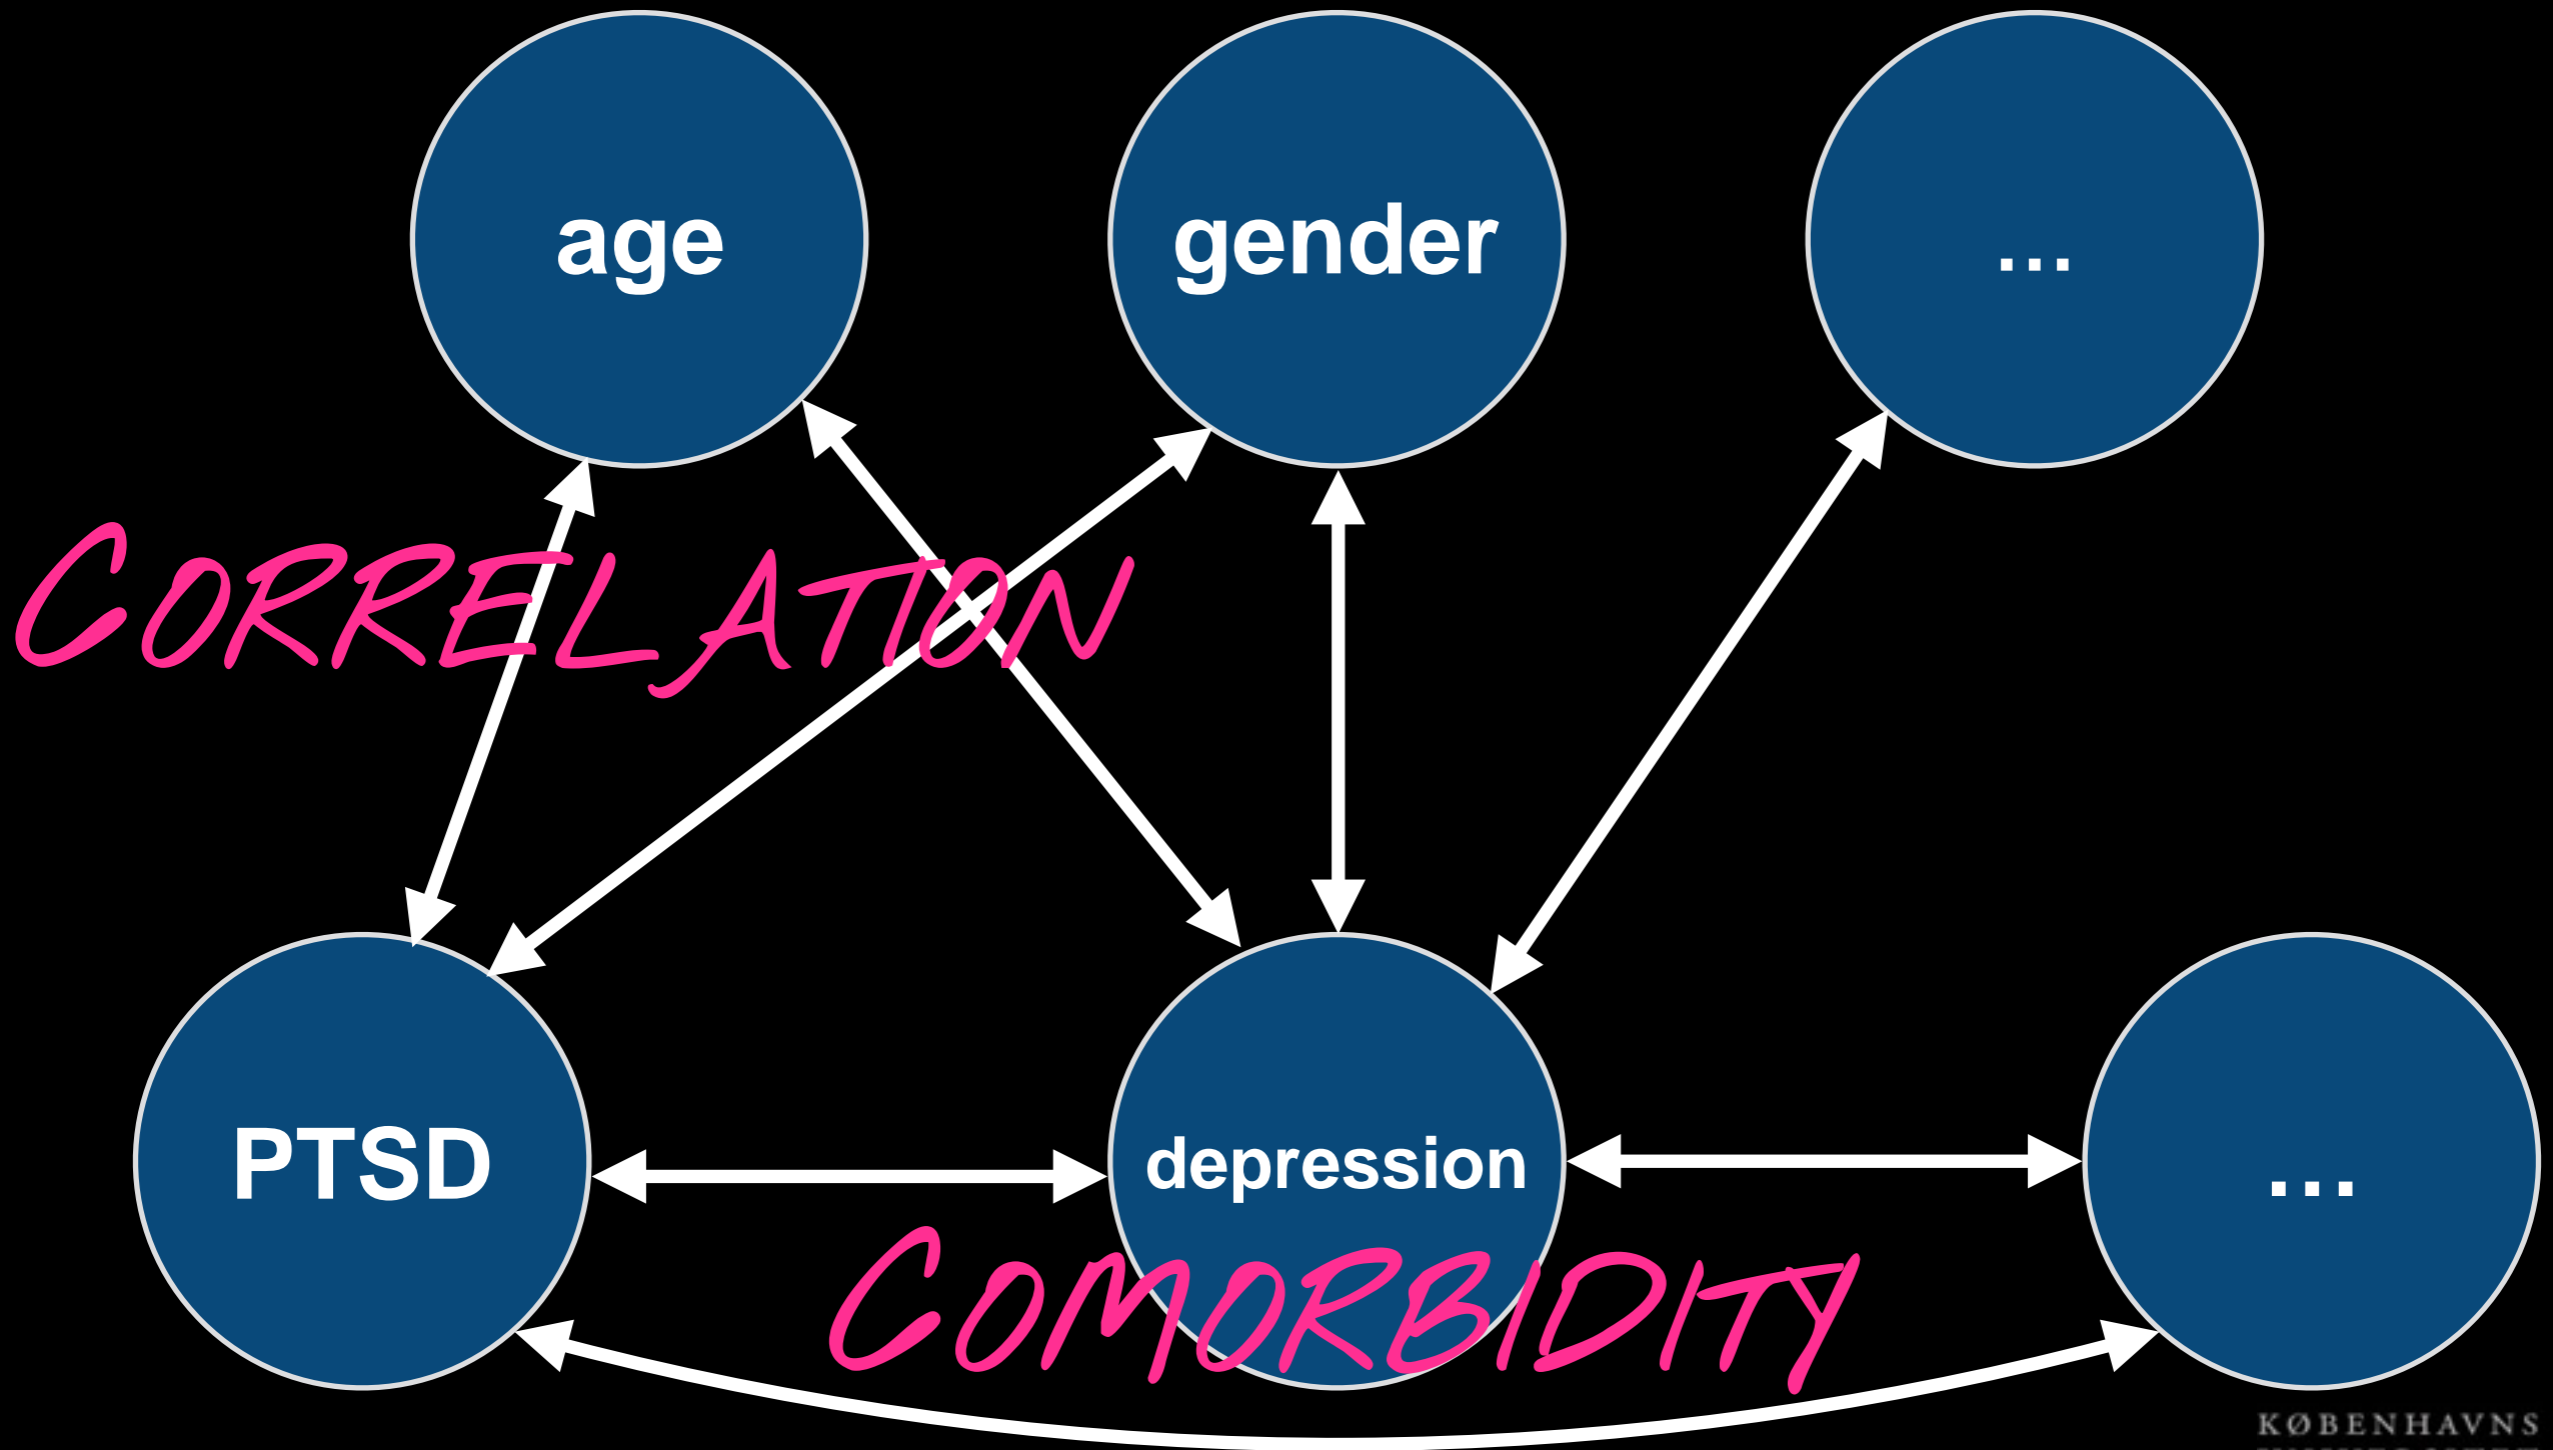 age
gender
...
CORRELATION
PTSD
depression
...
COMORBIDITY
KØBENHAVNS